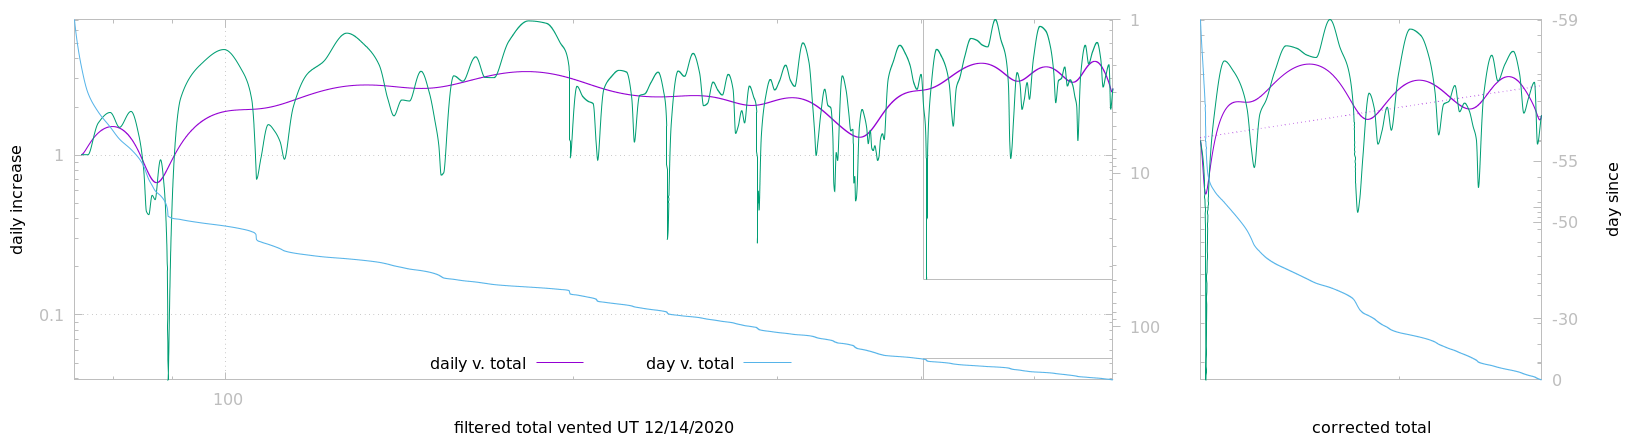 daily increase
1
0.1
100
1
10
100
daily v. total
day v. total
filtered total vented UT 12/14/2020
-59
-55
-50
-30
0
day since
corrected total